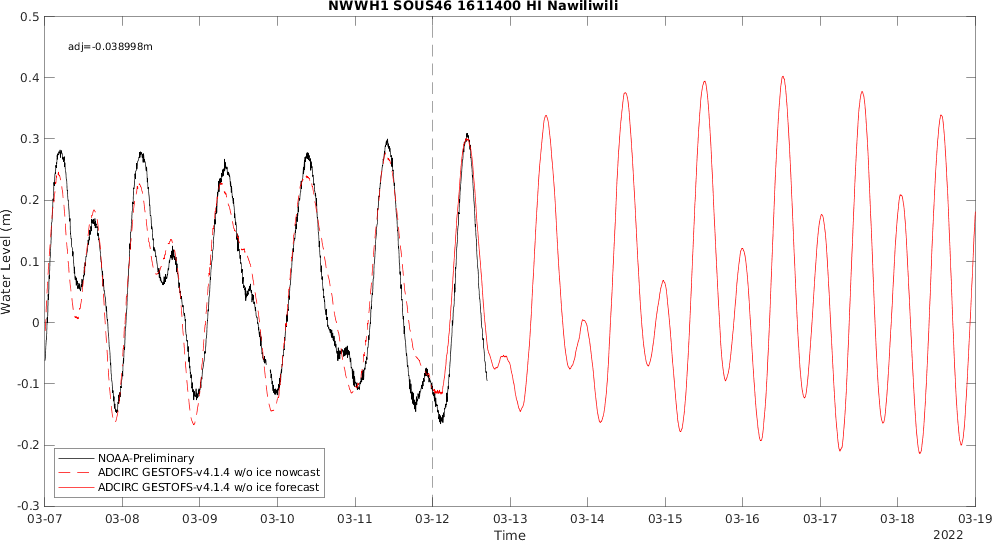 NWWH1 SOUS46 1611400 HI Nawiliwili
adj=-0.038998m
Water Level (m)
0.5
0.4
0.3
0.2
0.1
0
-0.1
-0.2
-0.3
NOAA-Preliminary
ADCIRC GESTOFS-v4.1.4 w/o ice nowcast
ADCIRC GESTOFS-v4.1.4 w/o ice forecast
03-07 03-08 03-09 03-10 03-11 03-12 03-13 03-14 03-15 03-16 03-17 03-18 03-19
Time
2022